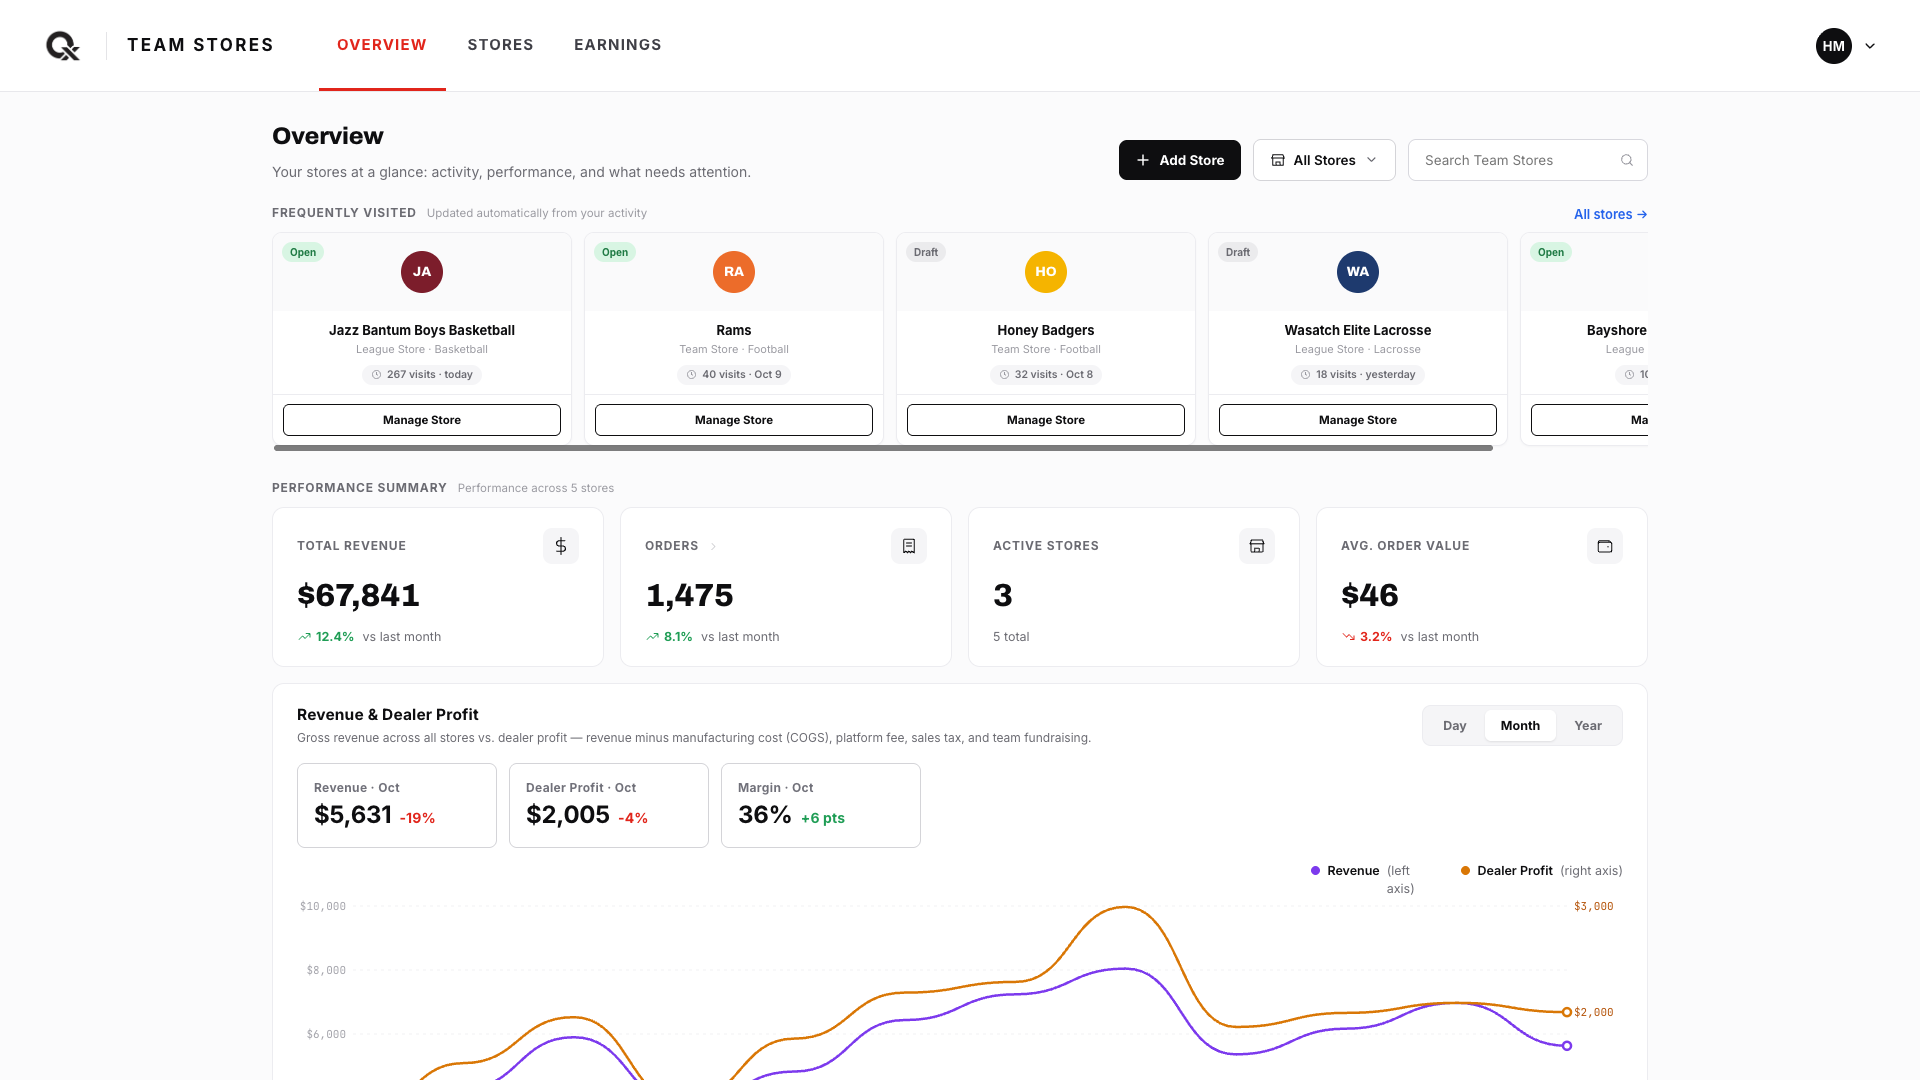 TEAM STORES
OVERVIEW
STORES
EARNINGS
HM
Overview
Your stores at a glance: activity, performance, and what needs attention.
Add Store
All Stores
Search Team Stores
FREQUENTLY VISITED
Updated automatically from your activity
All stores →
Open
JA
Jazz Bantum Boys Basketball
League Store · Basketball
267 visits · today
Manage Store
Open
RA
Rams
Team Store · Football
40 visits · Oct 9
Manage Store
Draft
HO
Honey Badgers
Team Store · Football
32 visits · Oct 8
Manage Store
Draft
WA
Wasatch Elite Lacrosse
League Store · Lacrosse
18 visits · yesterday
Manage Store
Open
Bayshore
League
Ma
PERFORMANCE SUMMARY
Performance across 5 stores
TOTAL REVENUE
$67,841
12.4% vs last month
ORDERS
1,475
8.1% vs last month
ACTIVE STORES
3
5 total
AVG. ORDER VALUE
$46
3.2% vs last month
Revenue & Dealer Profit
Gross revenue across all stores vs. dealer profit — revenue minus manufacturing cost (COGS), platform fee, sales tax, and team fundraising.
Day
Month
Year
Revenue · Oct
$5,631 -19%
Dealer Profit · Oct
$2,005 -4%
Margin · Oct
36% +6 pts
Revenue (left
axis)
Dealer Profit (right axis)
$10,000
$3,000
$8,000
$2,000
$6,000